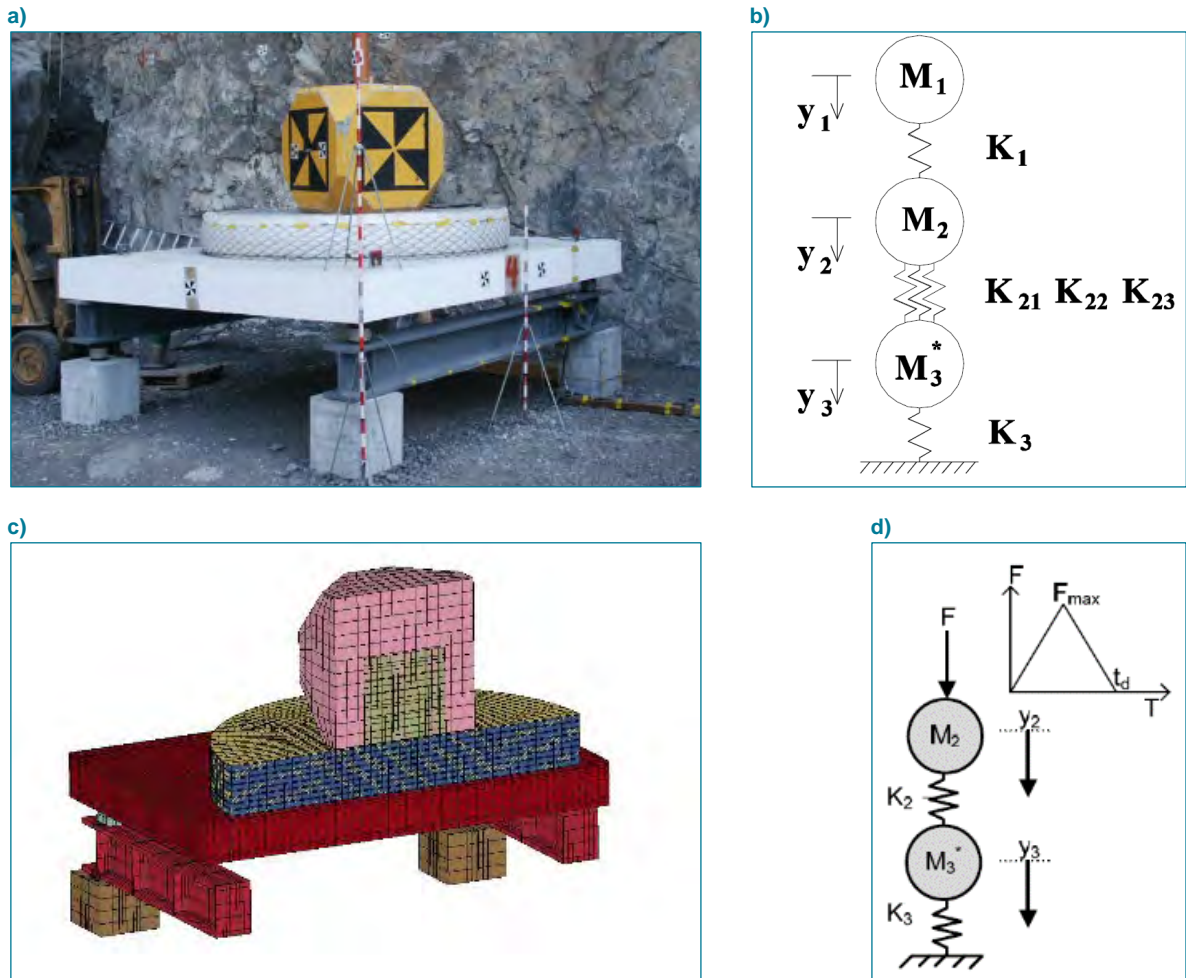 a)
b)
M₁
y₁
K₁
M₂
y₂
K₂₁ K₂₂ K₂₃
M₃*
y₃
K₃
4
c)
d)
F
Fmax
F
td
T
M₂
y₂
K₂
M₃*
y₃
K₃